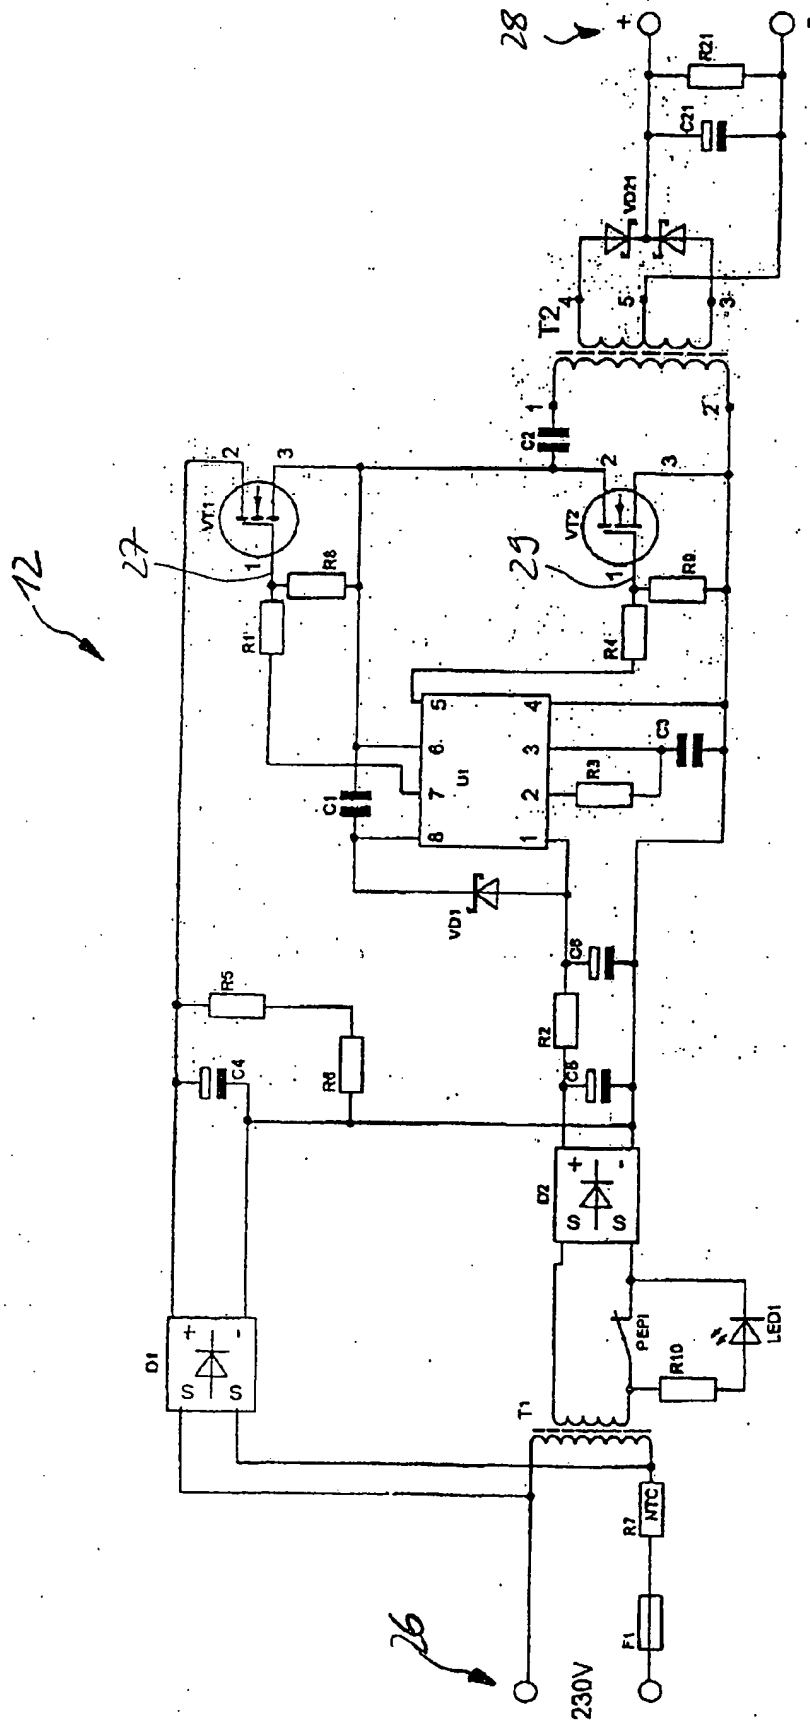 12
26
230V
F1
R7
NTC
T1
D1
S
S
+
-
R10
PEPI
LED1
D2
S
S
+
-
C4
R5
R6
C5
R2
C6
VD1
C1
U1
8
7
6
5
1
2
3
4
R3
C3
R1
R8
27
VT1
1
2
3
R4
R9
29
VT2
1
2
3
C2
T2
1
2
4
5
3
VD21
C21
R21
28
+
-